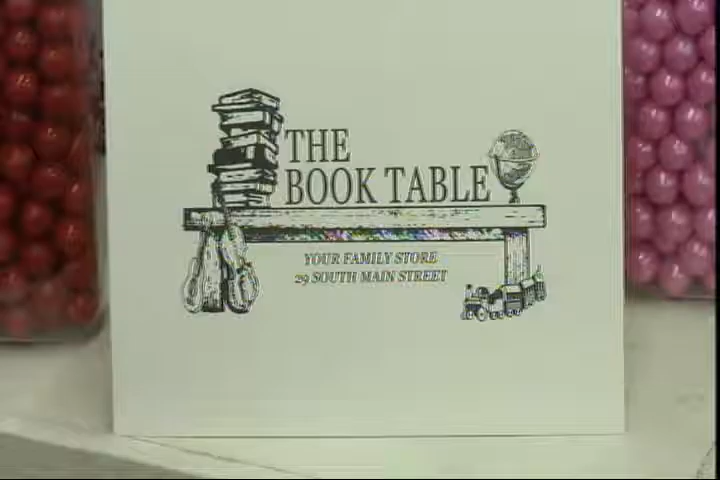 THE
BOOK TABLE
YOUR FAMILY STORE
29 SOUTH MAIN STREET